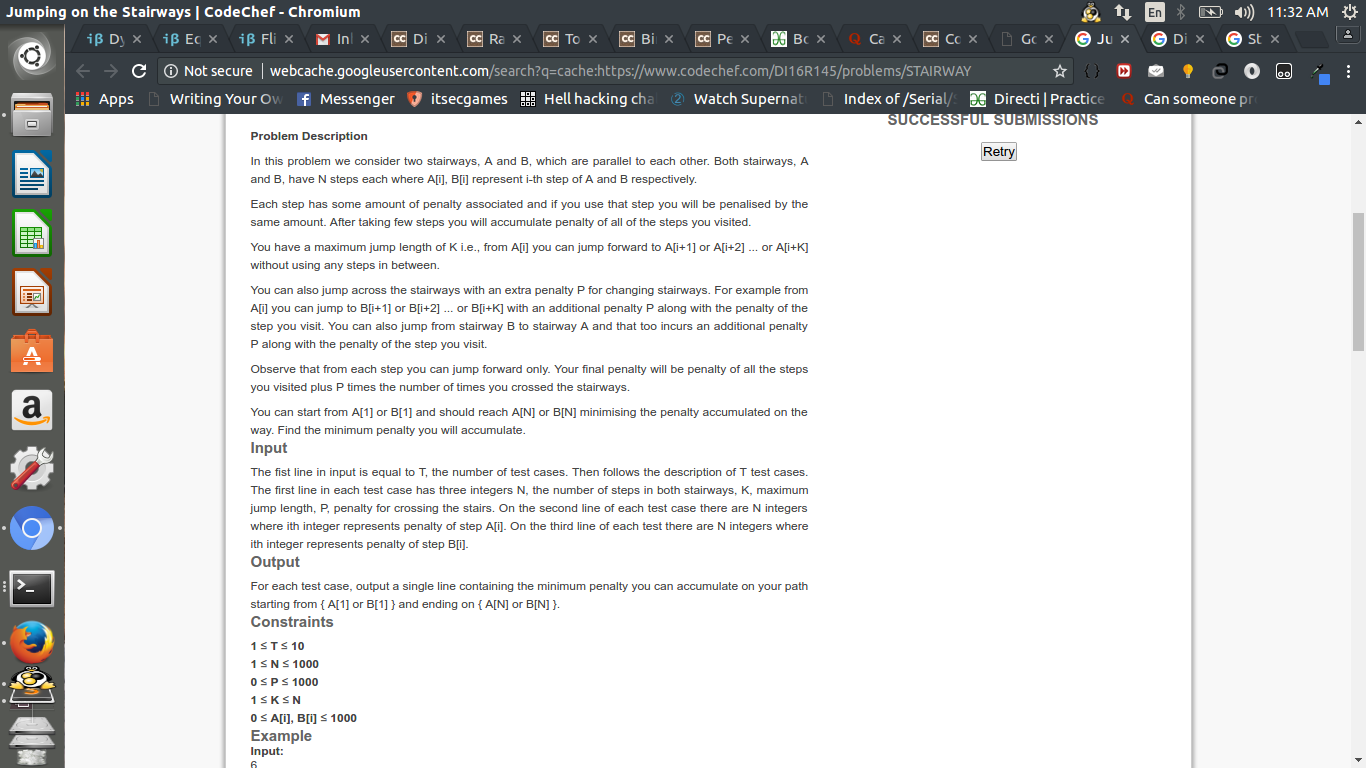 Jumping on the Stairways | CodeChef - Chromium
En
11:32 AM
iβ Dy
iβ Eq
iβ Fli
Inl
CC Di
CC Ra
CC To
CC Bi
CC Pe
Bc
Q Ca
CC Cc
Gc
G Ju
G Di
G St
Not secure | webcache.googleusercontent.com/search?q=cache:https://www.codechef.com/DI16R145/problems/STAIRWAY
Apps
Writing Your Ow
Messenger
itsecgames
Hell hacking cha
Watch Supernat
Index of /Serial/
Directi | Practice
Can someone pr
SUCCESSFUL SUBMISSIONS
Retry
Problem Description
In this problem we consider two stairways, A and B, which are parallel to each other. Both stairways, A
and B, have N steps each where A[i], B[i] represent i-th step of A and B respectively.
Each step has some amount of penalty associated and if you use that step you will be penalised by the
same amount. After taking few steps you will accumulate penalty of all of the steps you visited.
You have a maximum jump length of K i.e., from A[i] you can jump forward to A[i+1] or A[i+2] ... or A[i+K]
without using any steps in between.
You can also jump across the stairways with an extra penalty P for changing stairways. For example from
A[i] you can jump to B[i+1] or B[i+2] ... or B[i+K] with an additional penalty P along with the penalty of the
step you visit. You can also jump from stairway B to stairway A and that too incurs an additional penalty
P along with the penalty of the step you visit.
Observe that from each step you can jump forward only. Your final penalty will be penalty of all the steps
you visited plus P times the number of times you crossed the stairways.
You can start from A[1] or B[1] and should reach A[N] or B[N] minimising the penalty accumulated on the
way. Find the minimum penalty you will accumulate.
Input
The fist line in input is equal to T, the number of test cases. Then follows the description of T test cases.
The first line in each test case has three integers N, the number of steps in both stairways, K, maximum
jump length, P, penalty for crossing the stairs. On the second line of each test case there are N integers
where ith integer represents penalty of step A[i]. On the third line of each test there are N integers where
ith integer represents penalty of step B[i].
Output
For each test case, output a single line containing the minimum penalty you can accumulate on your path
starting from { A[1] or B[1] } and ending on { A[N] or B[N] }.
Constraints
1 ≤ T ≤ 10
1 ≤ N ≤ 1000
0 ≤ P ≤ 1000
1 ≤ K ≤ N
0 ≤ A[i], B[i] ≤ 1000
Example
Input:
6